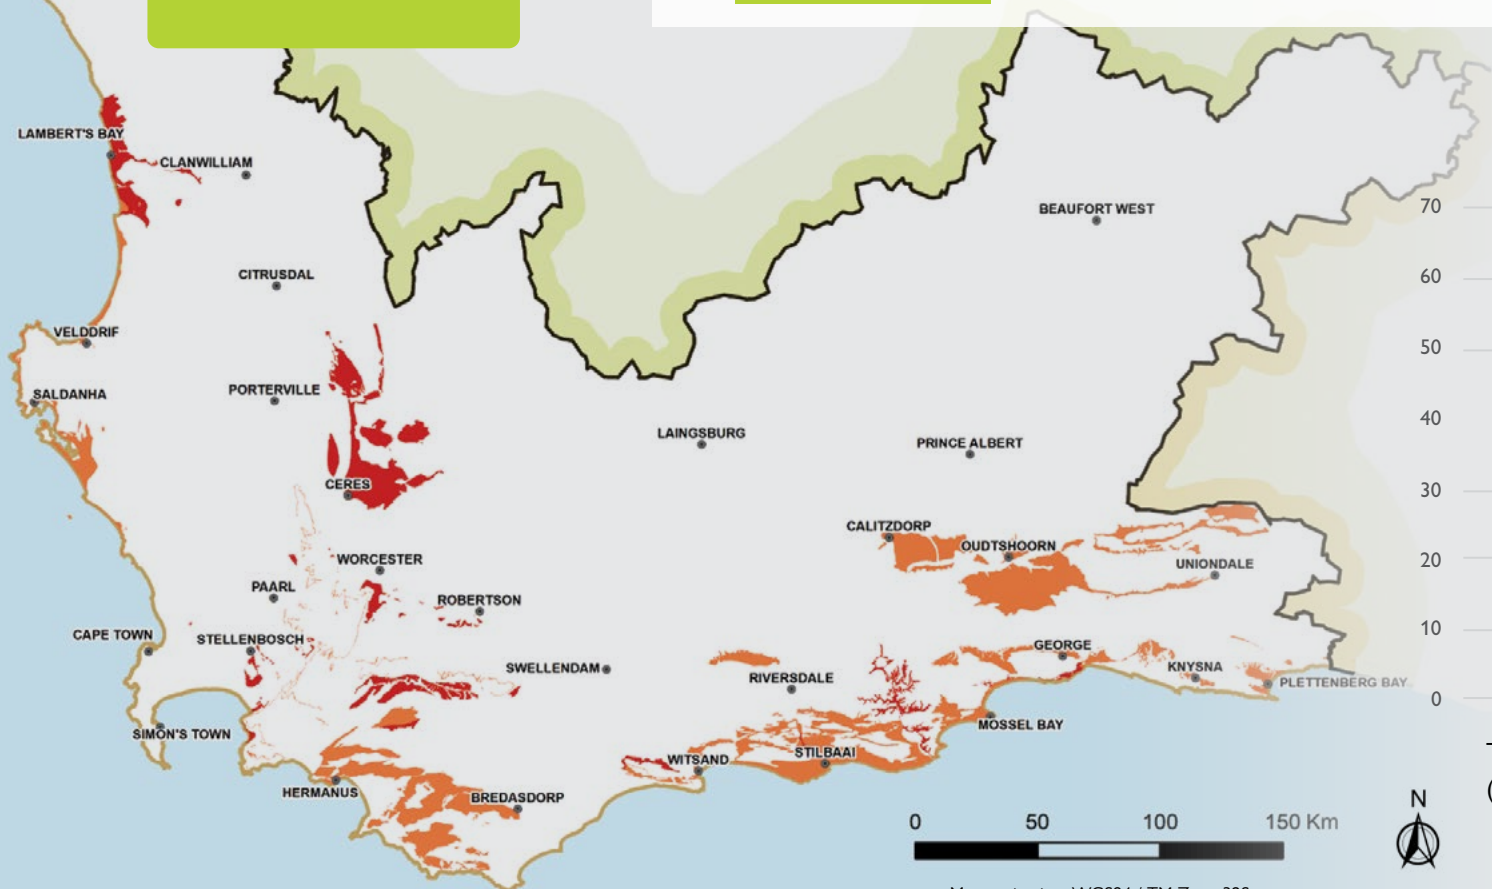 LAMBERT'S BAY
CLANWILLIAM
BEAUFORT WEST
70
CITRUSDAL
60
VELDDRIF
50
SALDANHA
PORTERVILLE
LAINGSBURG
PRINCE ALBERT
40
CERES
30
CALITZDORP
OUDTSHOORN
WORCESTER
UNIONDALE
20
PAARL
ROBERTSON
CAPE TOWN
STELLENBOSCH
10
GEORGE
SWELLENDAM
KNYSNA
RIVERSDALE
PLETTENBERG BAY
0
SIMON'S TOWN
MOSSEL BAY
WITSAND
STILBAAI
HERMANUS
BREDASDORP
N
0 50 100 150 Km